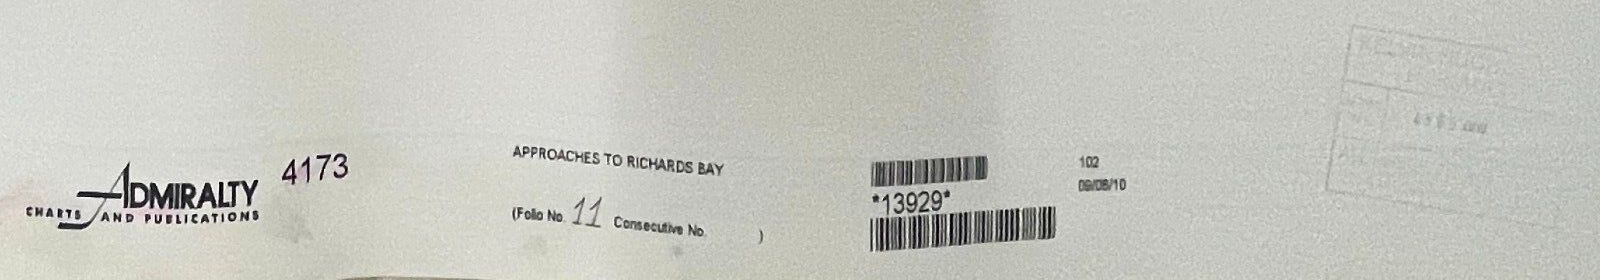 ADMIRALTY
CHARTS AND PUBLICATIONS
4173
APPROACHES TO RICHARDS BAY
(Folio No. 11 Consecutive No. )
*13929*
102
09/08/10